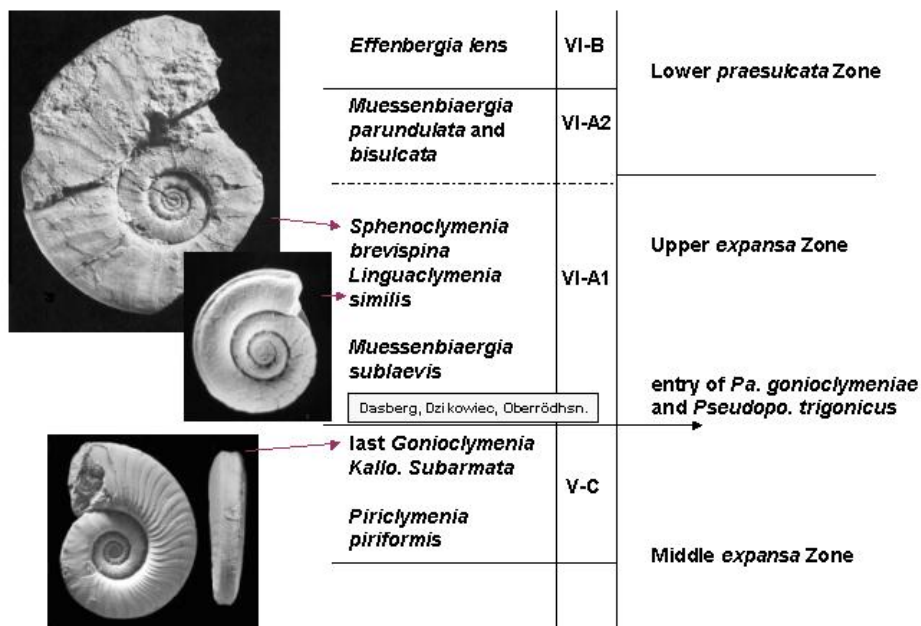 Effenbergia lens
VI-B
Lower praesulcata Zone
Muessenbiaergia
parundulata and
bisulcata
VI-A2
Sphenoclymenia
brevispina
Linguaclymenia
similis
VI-A1
Upper expansa Zone
Muessenbiaergia
sublaevis
Dasberg, Dzikowiec, Oberrödhsn.
entry of Pa. gonioclymeniae
and Pseudopo. trigonicus
last Gonioclymenia
Kallo. Subarmata
V-C
Piriclymenia
piriformis
Middle expansa Zone